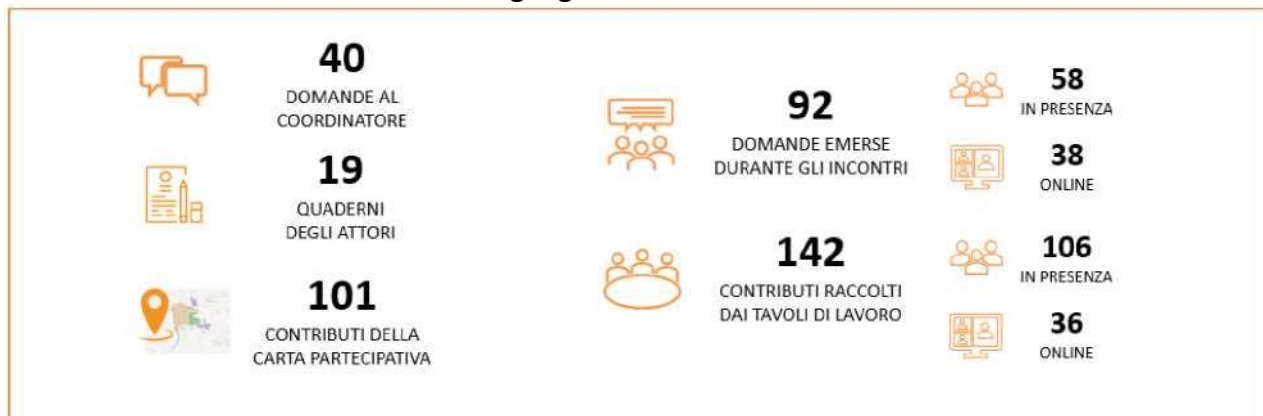 40
DOMANDE AL
COORDINATORE
19
QUADERNI
DEGLI ATTORI
101
CONTRIBUTI DELLA
CARTA PARTECIPATIVA
92
DOMANDE EMERSE
DURANTE GLI INCONTRI
58
IN PRESENZA
38
ONLINE
142
CONTRIBUTI RACCOLTI
DAI TAVOLI DI LAVORO
106
IN PRESENZA
36
ONLINE